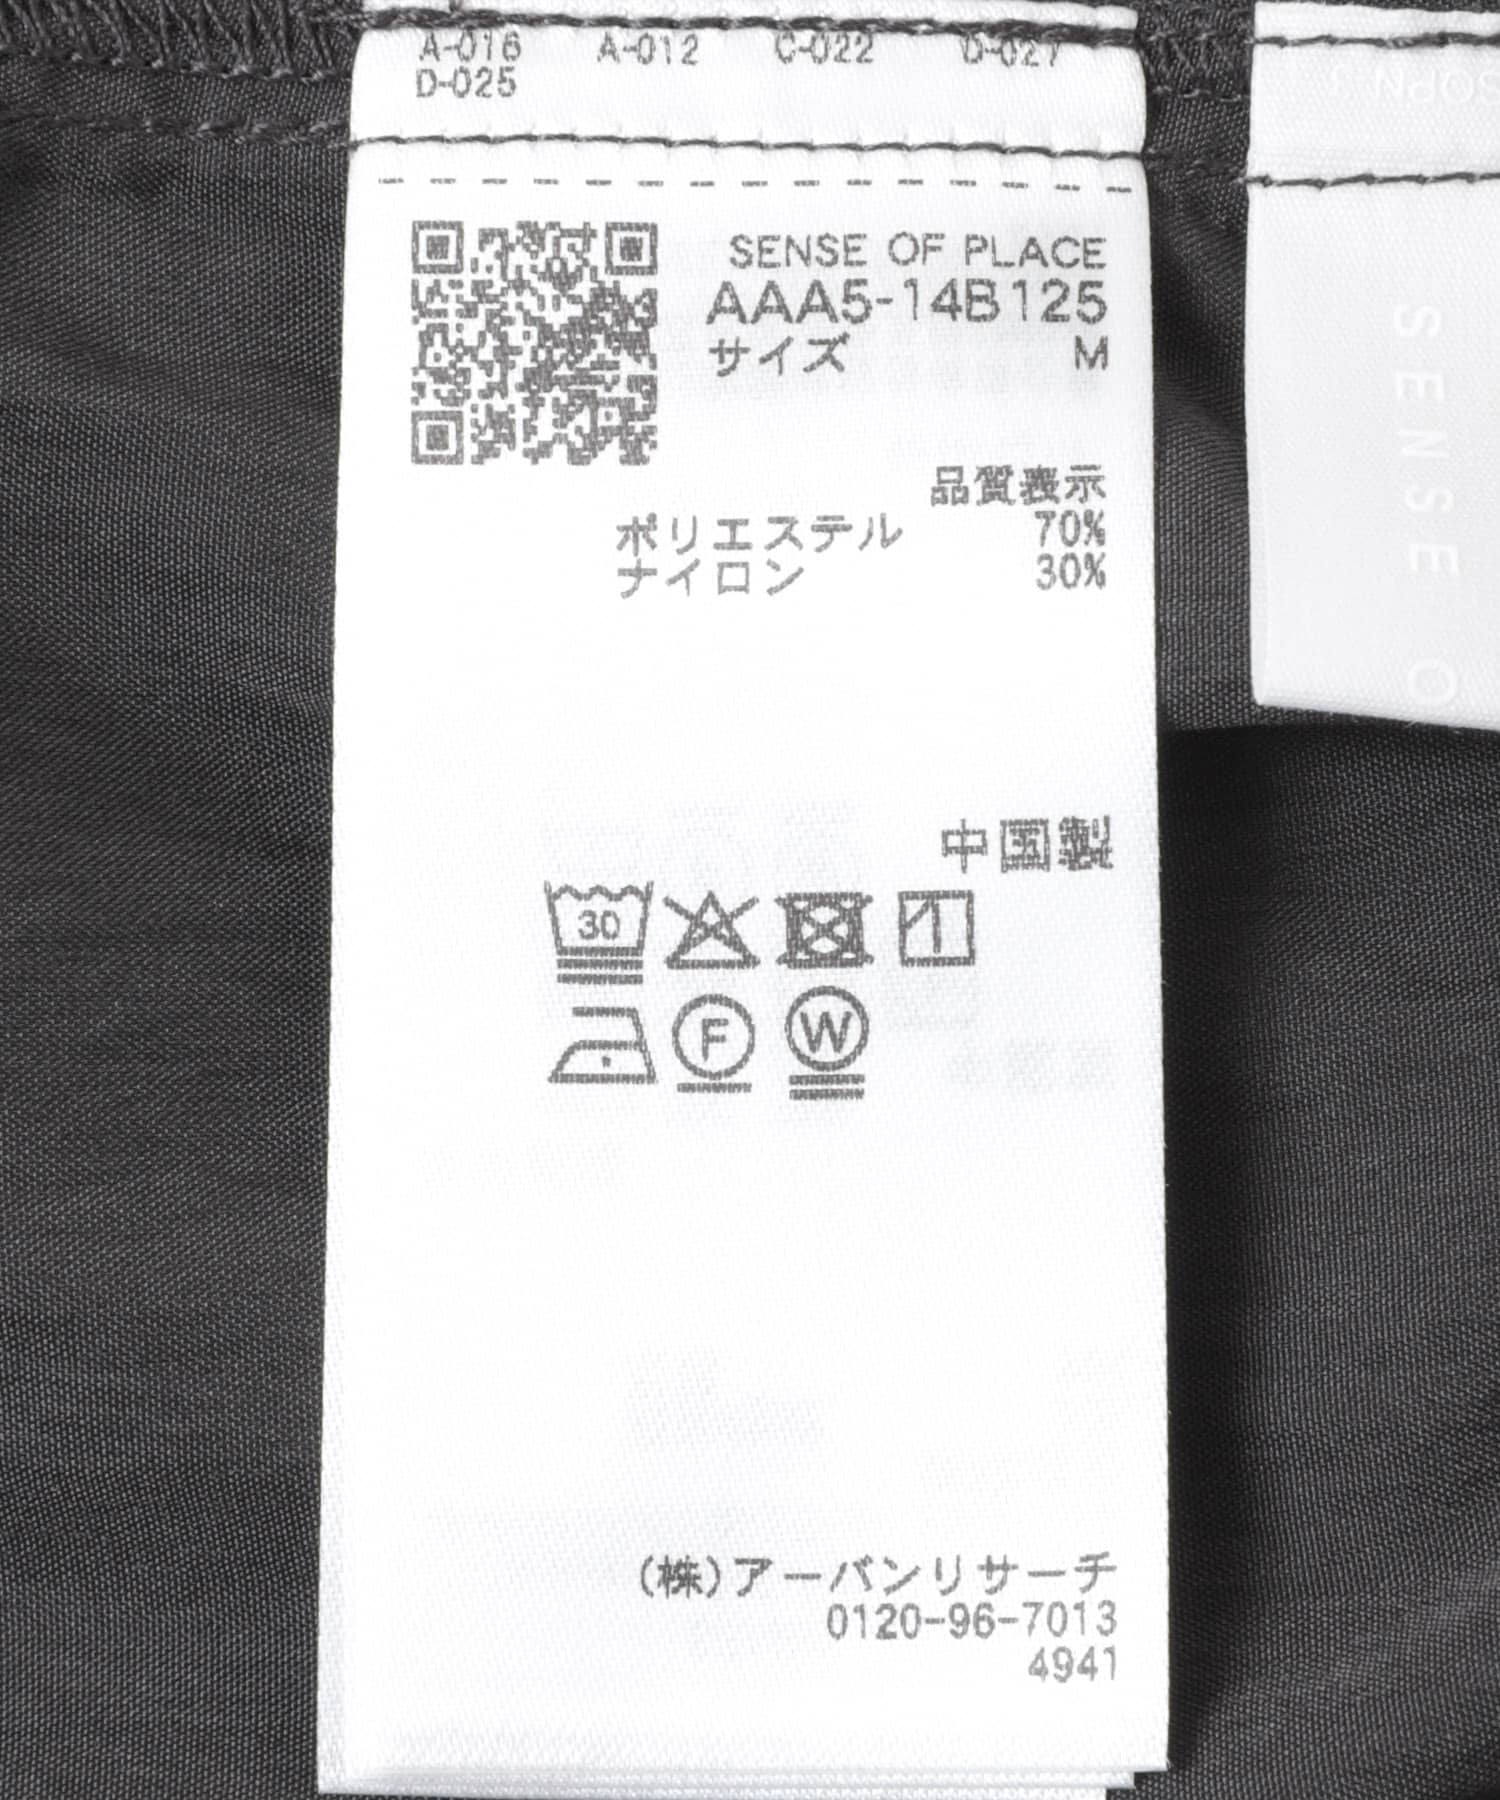 A-016 A-012 C-022 D-027
D-025
SENSE OF PLACE
AAA5-14B125
サイズ M
品質表示
ポリエステル 70%
ナイロン 30%
中国製
30
F W
(株)アーバンリサーチ
0120-96-7013
4941
SENSE O